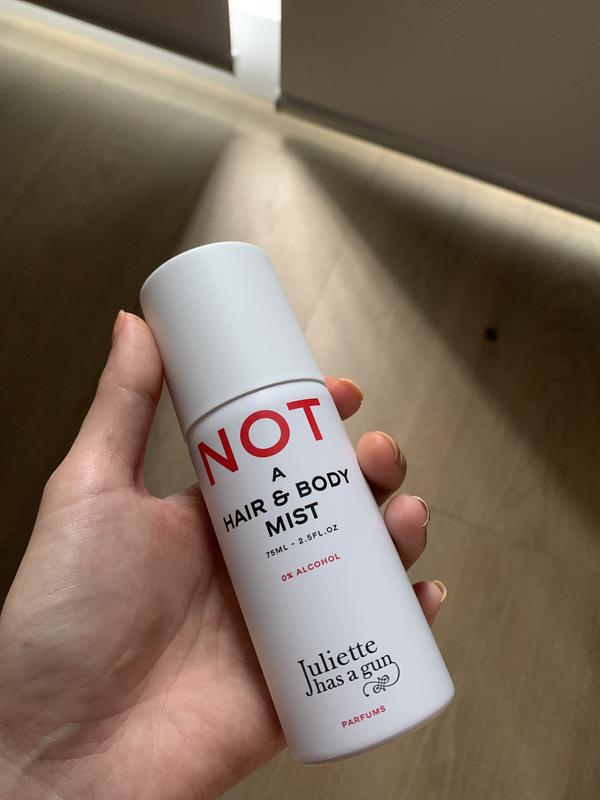 NOT
A
HAIR & BODY
MIST
75ML - 2.5FL.OZ
0% ALCOHOL
Juliette
has a gun
PARFUMS